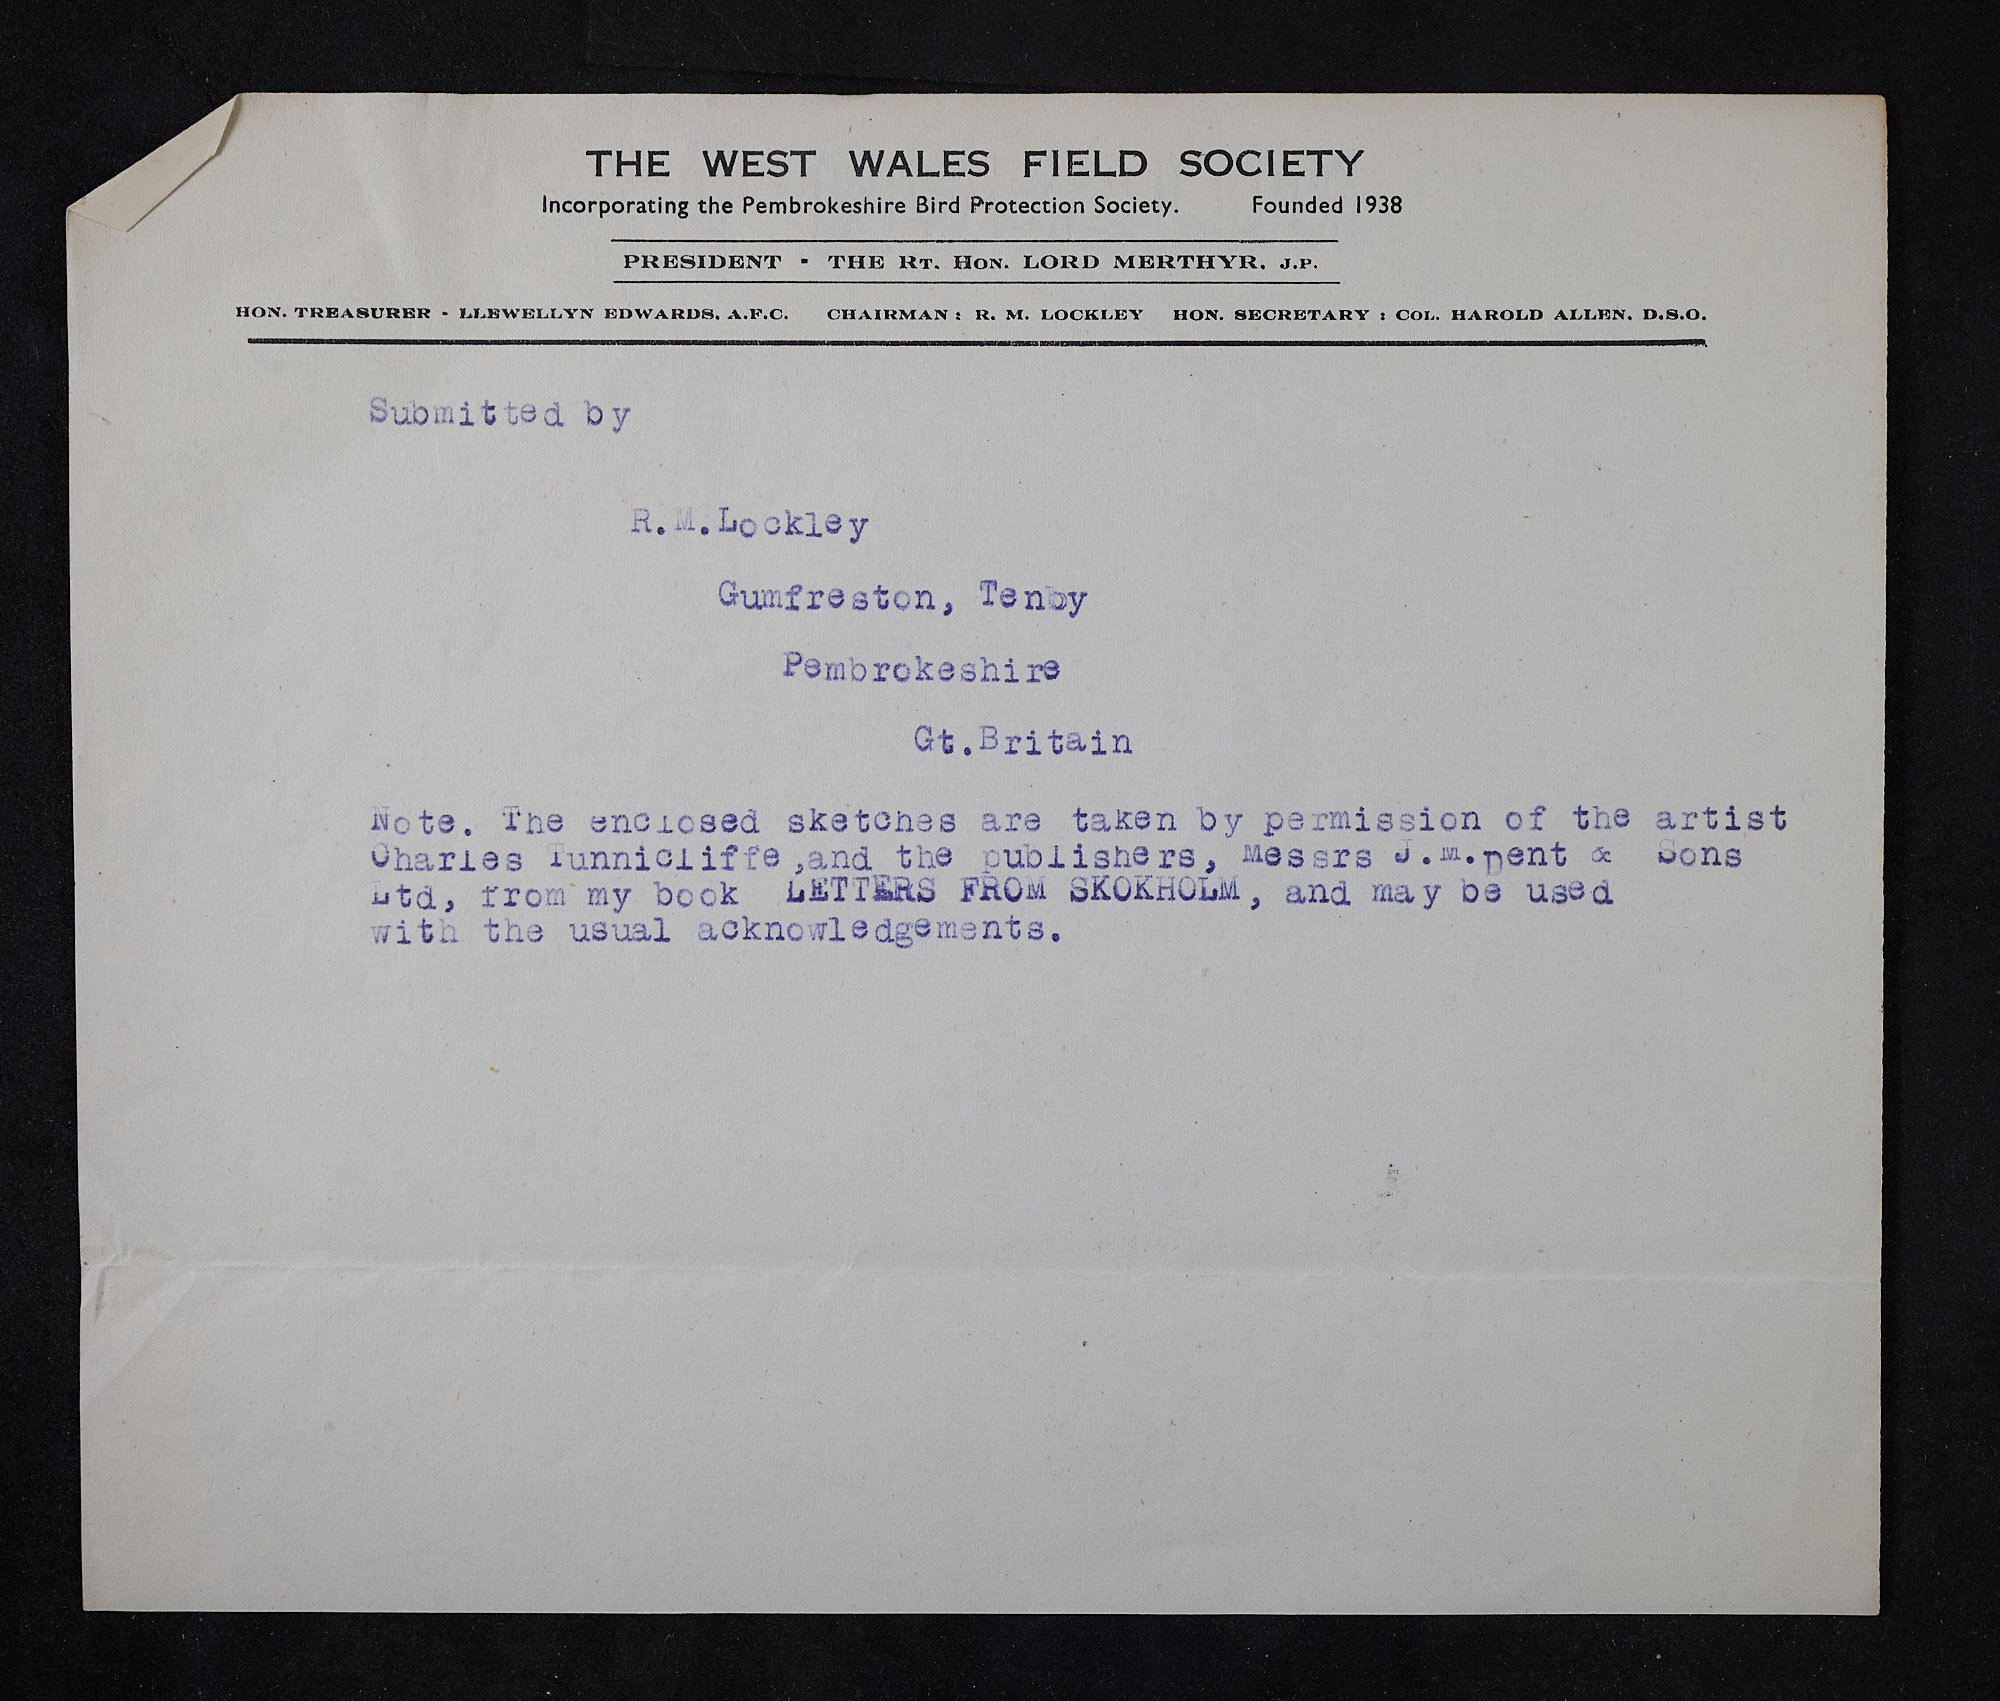 THE WEST WALES FIELD SOCIETY
Incorporating the Pembrokeshire Bird Protection Society. Founded 1938
PRESIDENT - THE RT. HON. LORD MERTHYR. J.P.
HON. TREASURER - LLEWELLYN EDWARDS. A.F.C. CHAIRMAN : R. M. LOCKLEY HON. SECRETARY : COL. HAROLD ALLEN. D.S.O.
Submitted by
R.M.Lockley
Gumfreston, Tenby
Pembrokeshire
Gt.Britain
Note. The enclosed sketches are taken by permission of the artist
Charles Tunnicliffe ,and the publishers, Messrs J.M.Dent & Sons
Ltd, from my book LETTERS FROM SKOKHOLM, and may be used
with the usual acknowledgements.